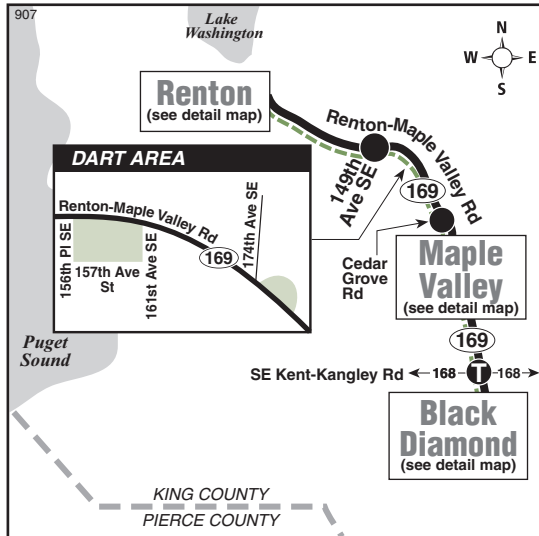 907
Lake
Washington
N
W E
S
Renton
(see detail map)
Renton-Maple Valley Rd
149th
Ave SE
169
DART AREA
Renton-Maple Valley Rd
156th Pl SE
157th Ave
St
161st Ave SE
169
174th Ave SE
Cedar
Grove
Rd
Maple
Valley
(see detail map)
169
Puget
Sound
SE Kent-Kangley Rd
168
T
168
Black
Diamond
(see detail map)
KING COUNTY
PIERCE COUNTY